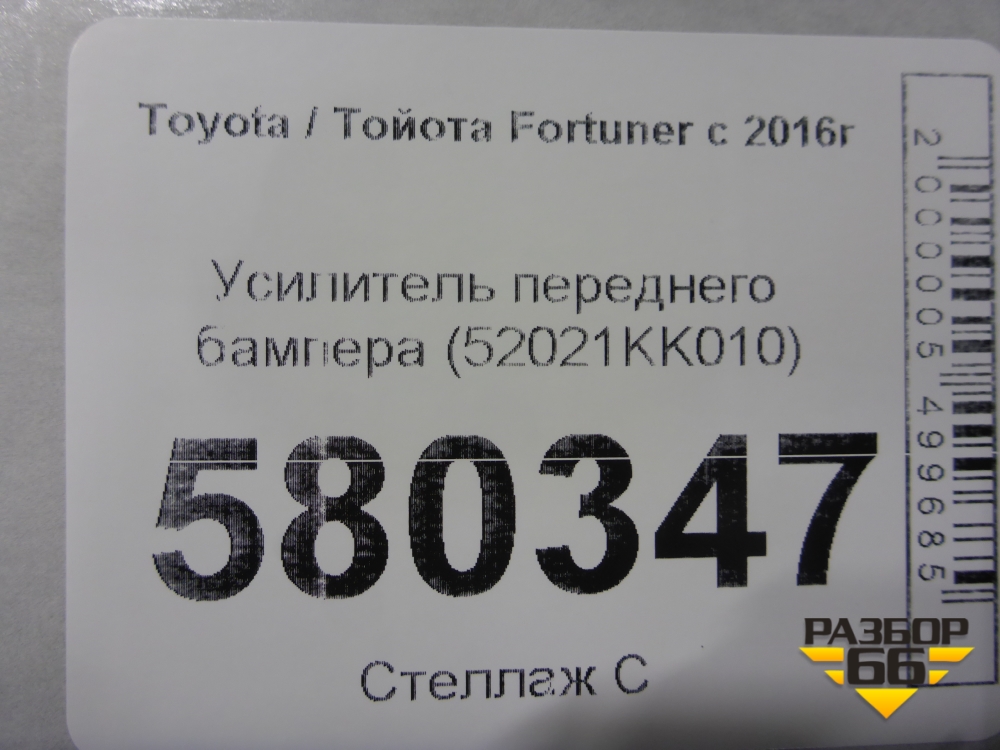 Toyota / Тойота Fortuner с 2016г
Усилитель переднего
бампера (52021KK010)
580347
Стеллаж С
2000005499685
РАЗБОР
66